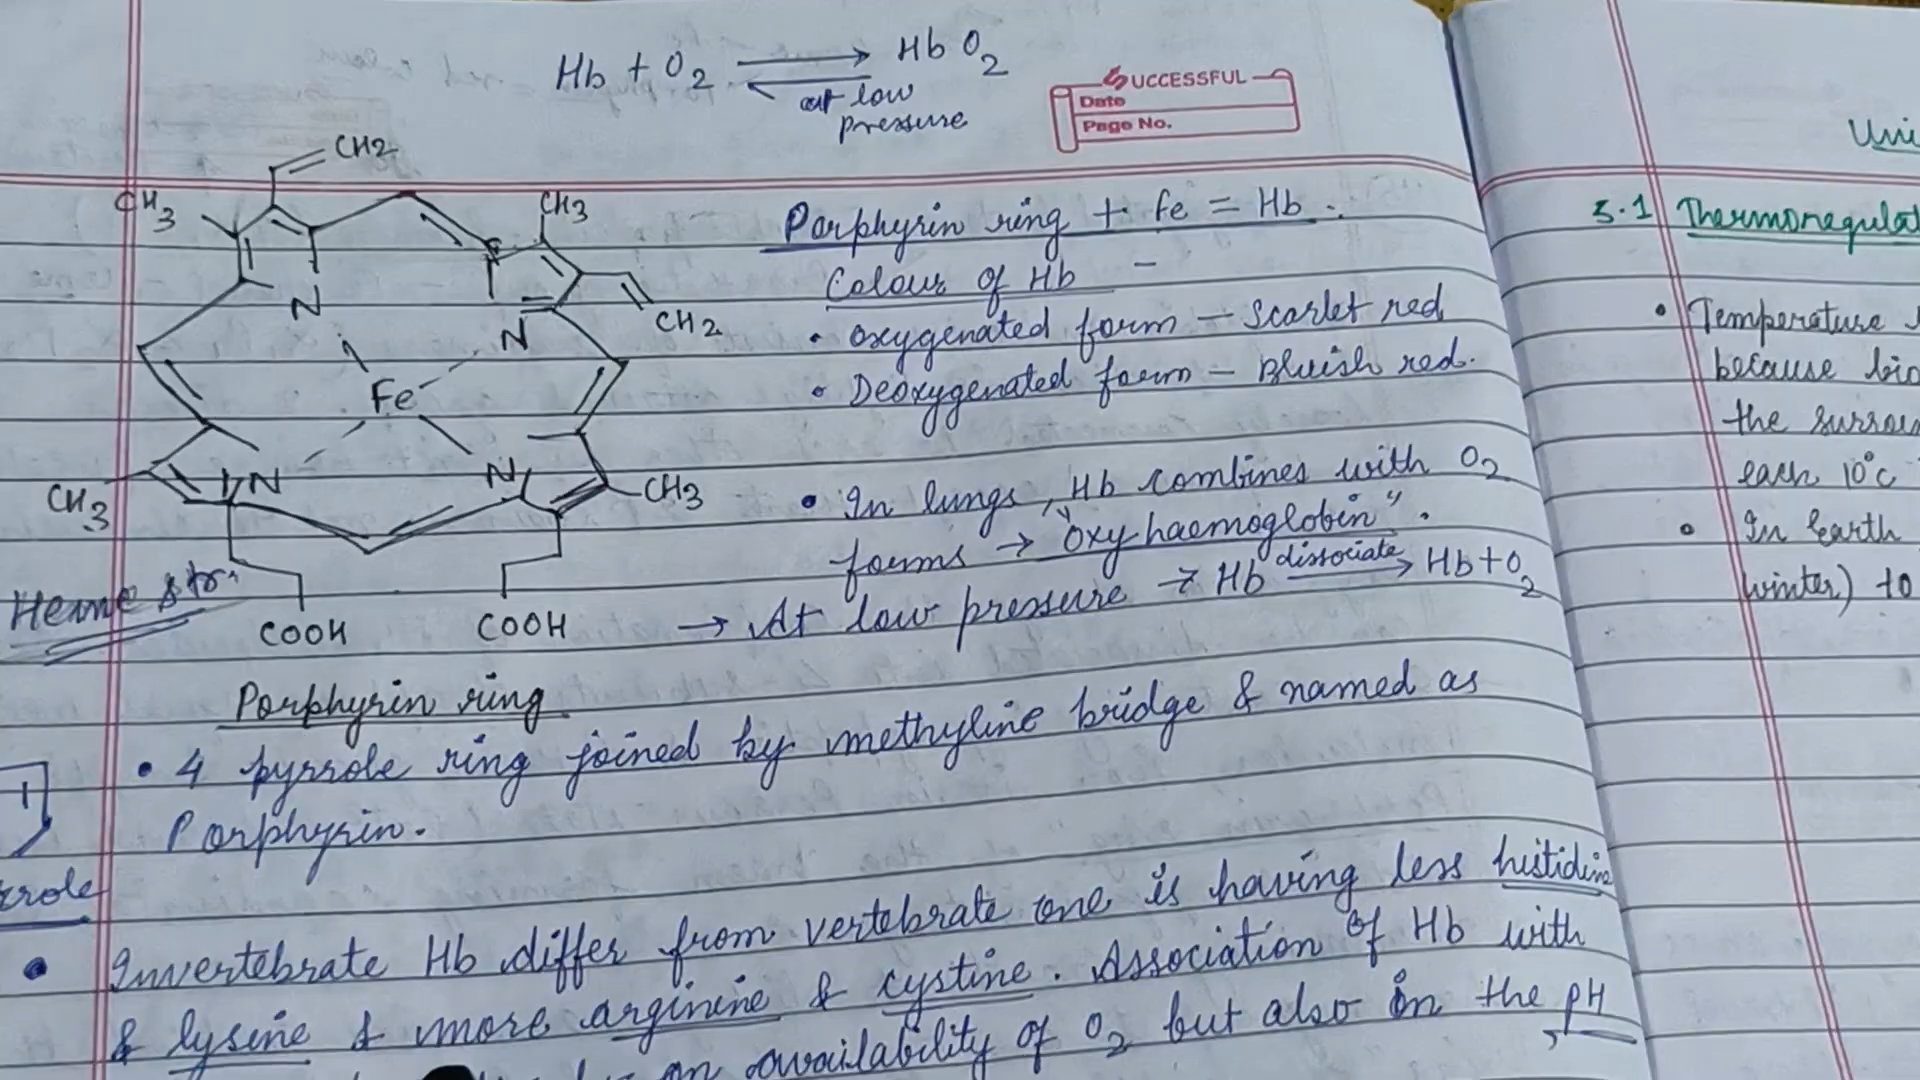 Hb + O2 ⇌ HbO2
at low
pressure
SUCCESSFUL
Date
Page No.
CH2
CH3
CH3
CH2
N
N
Fe
N
N
CH3
CH3
COOH
COOH
Heme str.
Porphyrin ring + Fe = Hb
Colour of Hb -
• Oxygenated form - Scarlet red
• Deoxygenated form - Bluish red.
• In lungs, Hb combines with O2
forms → "Oxyhaemoglobin".
→ At low pressure → Hb dissociate → Hb + O2
Porphyrin ring
• 4 pyrrole ring joined by methyline bridge & named as
Porphyrin.
• Invertebrate Hb differ from vertebrate one is having less histidine
& lysine & more arginine & cystine. Association of Hb with
on availability of O2 but also on the pH
Uni
5.1 Thermoregulat
• Temperature
because bio
the surrou
each 10°C
• In Earth
winter) to